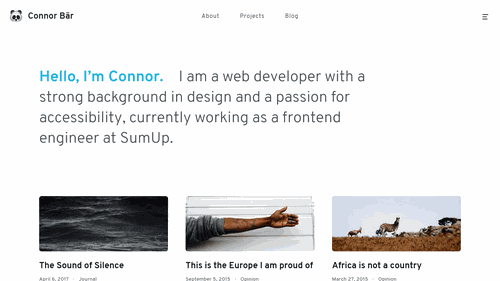 Connor Bär
About Projects Blog
Hello, I'm Connor. I am a web developer with a
strong background in design and a passion for
accessibility, currently working as a frontend
engineer at SumUp.
The Sound of Silence
This is the Europe I am proud of
Africa is not a country
April 6, 2017 · Journal
September 5, 2015 · Opinion
March 27, 2015 · Opinion